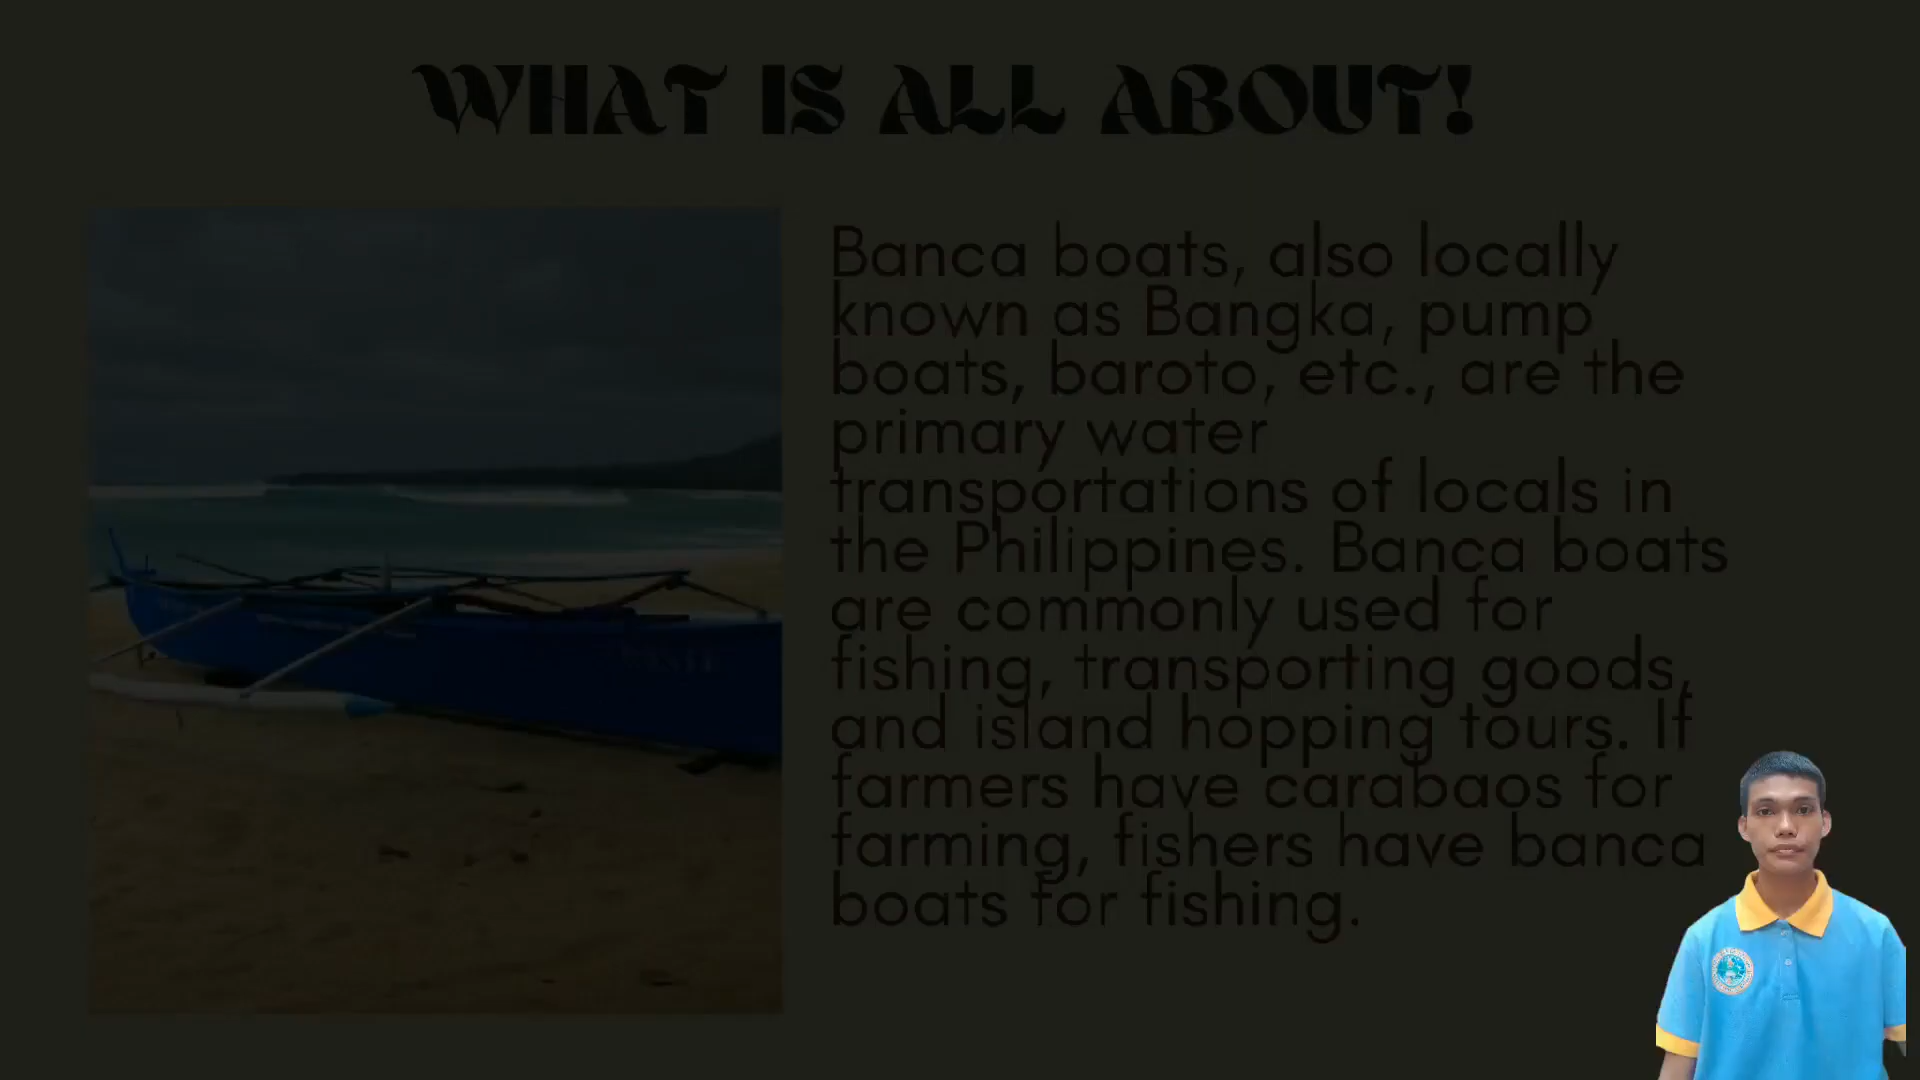 WHAT IS ALL ABOUT!
Banca boats, also locally
known as Bangka, pump
boats, baroto, etc., are the
primary water
transportations of locals in
the Philippines. Banca boats
are commonly used for
fishing, transporting goods,
and island hopping tours. If
farmers have carabaos for
farming, fishers have banca
boats for fishing.